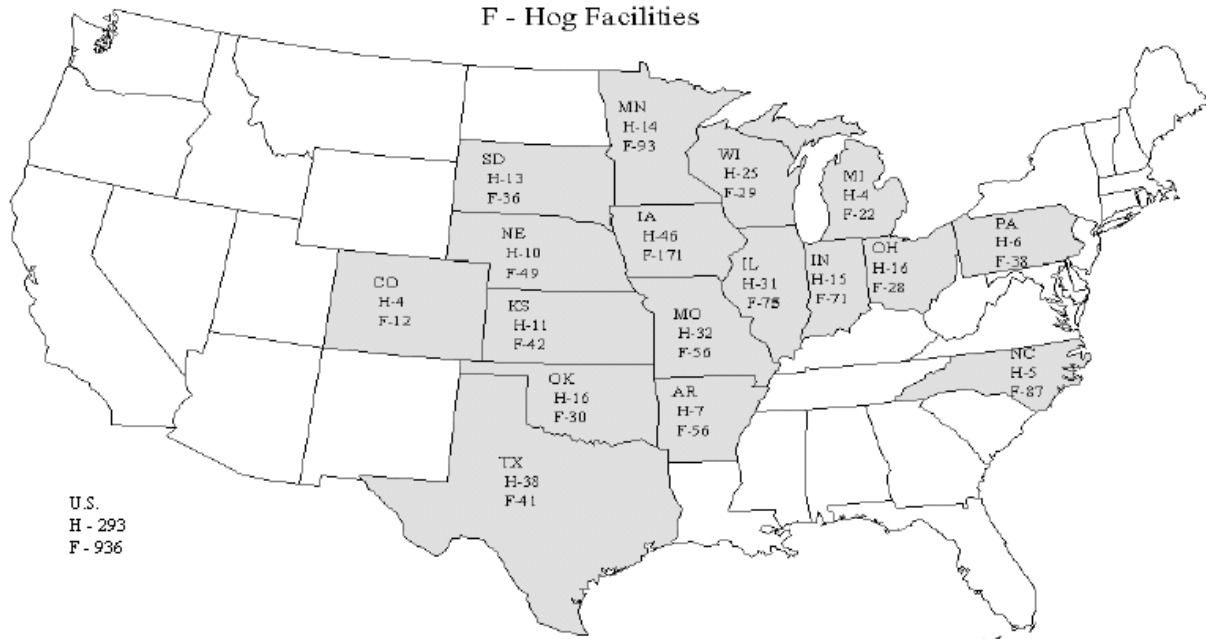 F - Hog Facilities
MN
H-14
F-93
SD
H-13
F-36
WI
H-25
F-29
MI
H-4
F-22
NE
H-10
F-49
IA
H-46
F-171
IL
H-31
F-75
IN
H-15
F-71
OH
H-16
F-28
PA
H-6
F-38
CO
H-4
F-12
KS
H-11
F-42
MO
H-32
F-56
NC
H-5
F-87
OK
H-16
F-30
AR
H-7
F-56
TX
H-38
F-41
U.S.
H - 293
F - 936